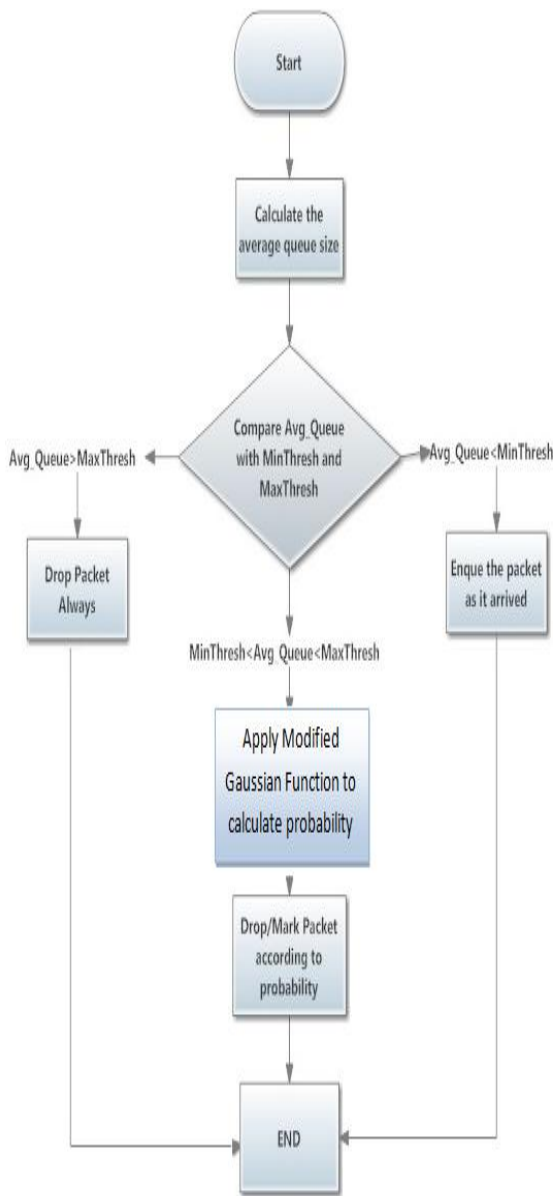 Start
Calculate the
average queue size
Compare Avg_Queue
with MinThresh and
MaxThresh
Avg_Queue>MaxThresh
Avg_Queue<MinThresh
Drop Packet
Always
Enque the packet
as it arrived
MinThresh<Avg_Queue<MaxThresh
Apply Modified
Gaussian Function to
calculate probability
Drop/Mark Packet
according to
probability
END